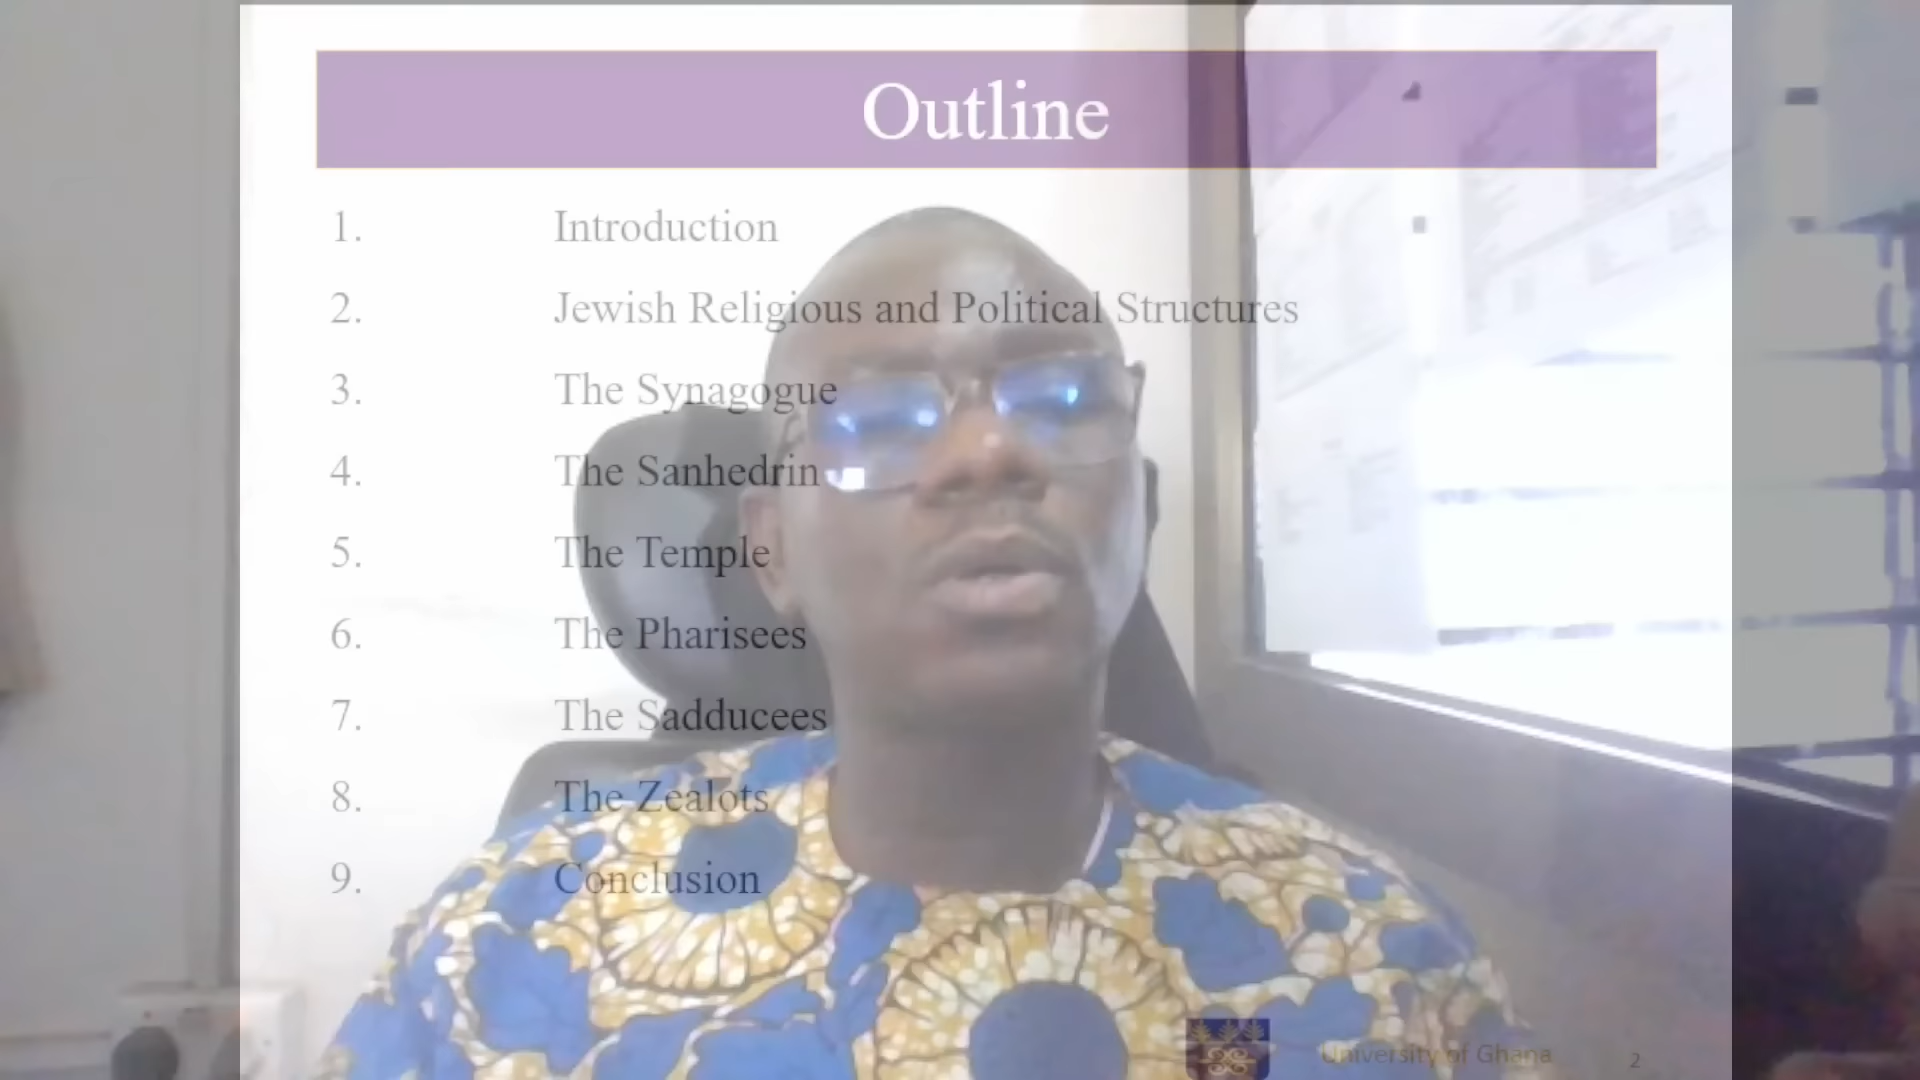 Outline
1. Introduction
2. Jewish Religious and Political Structures
3. The Synagogue
4. The Sanhedrin
5. The Temple
6. The Pharisees
7. The Sadducees
8. The Zealots
9. Conclusion
University of Ghana 2